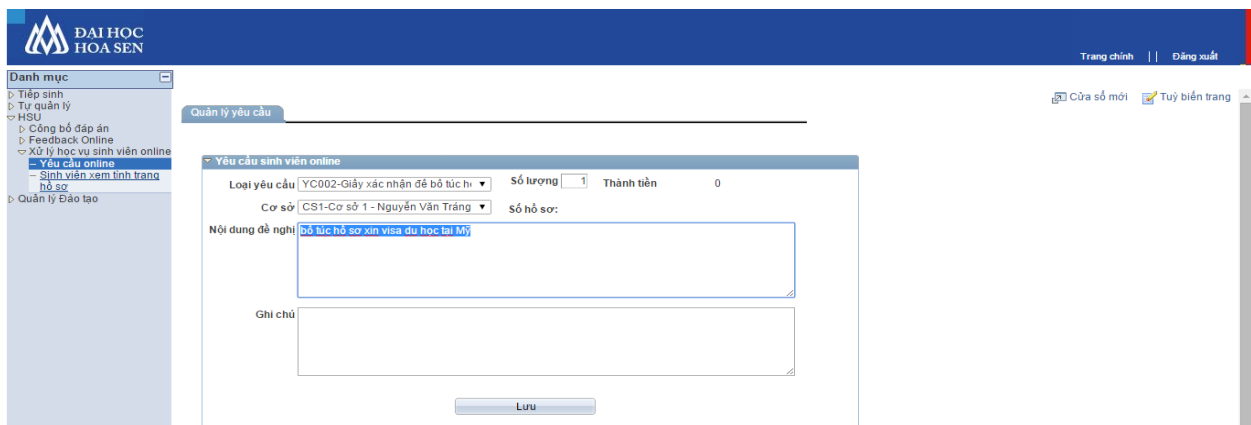 ĐẠI HỌC
HOA SEN
Trang chính || Đăng xuất
Danh mục
Tiếp sinh
Tự quản lý
HSU
Công bố đáp án
Feedback Online
Xử lý học vụ sinh viên online
Yêu cầu online
Sinh viên xem tình trạng
hồ sơ
Quản lý Đào tạo
Cửa sổ mới Tuỳ biến trang
Quản lý yêu cầu
Yêu cầu sinh viên online
Loại yêu cầu YC002-Giấy xác nhận để bổ túc h Số lượng 1 Thành tiền 0
Cơ sở CS1-Cơ sở 1 - Nguyễn Văn Tráng Số hồ sơ:
Nội dung đề nghị bổ túc hồ sơ xin visa du học tại Mỹ
Ghi chú
Lưu